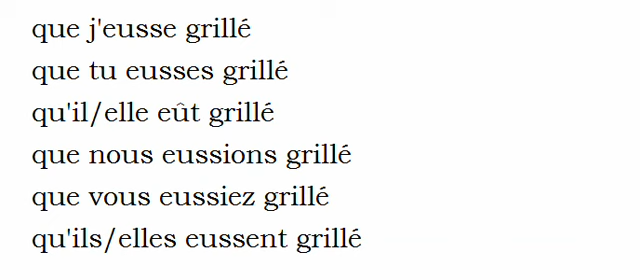 que j'eusse grillé
que tu eusses grillé
qu'il/elle eût grillé
que nous eussions grillé
que vous eussiez grillé
qu'ils/elles eussent grillé